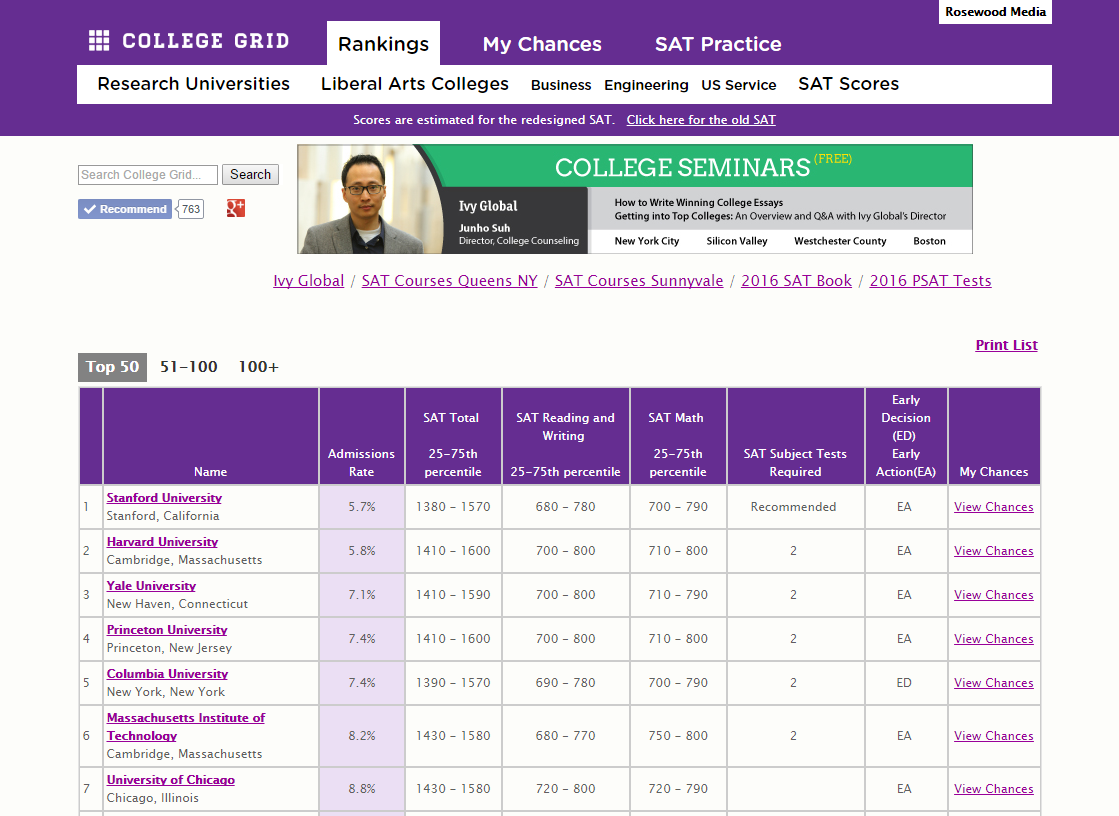 Rosewood Media
COLLEGE GRID
Rankings My Chances SAT Practice
Research Universities Liberal Arts Colleges Business Engineering US Service SAT Scores
Scores are estimated for the redesigned SAT. Click here for the old SAT
Search College Grid... Search
Recommend 763 g+
COLLEGE SEMINARS (FREE)
Ivy Global
Junho Suh
Director, College Counseling
How to Write Winning College Essays
Getting into Top Colleges: An Overview and Q&A with Ivy Global's Director
New York City Silicon Valley Westchester County Boston
Ivy Global / SAT Courses Queens NY / SAT Courses Sunnyvale / 2016 SAT Book / 2016 PSAT Tests
Print List
Top 50 51-100 100+
Name
Admissions
Rate
SAT Total
25-75th
percentile
SAT Reading and
Writing
25-75th percentile
SAT Math
25-75th
percentile
SAT Subject Tests
Required
Early
Decision
(ED)
Early
Action(EA)
My Chances
1 Stanford University
Stanford, California
5.7% 1380 - 1570 680 - 780 700 - 790 Recommended EA View Chances
2 Harvard University
Cambridge, Massachusetts
5.8% 1410 - 1600 700 - 800 710 - 800 2 EA View Chances
3 Yale University
New Haven, Connecticut
7.1% 1410 - 1590 700 - 800 710 - 790 2 EA View Chances
4 Princeton University
Princeton, New Jersey
7.4% 1410 - 1600 700 - 800 710 - 800 2 EA View Chances
5 Columbia University
New York, New York
7.4% 1390 - 1570 690 - 780 700 - 790 2 ED View Chances
6 Massachusetts Institute of
Technology
Cambridge, Massachusetts
8.2% 1430 - 1580 680 - 770 750 - 800 2 EA View Chances
7 University of Chicago
Chicago, Illinois
8.8% 1430 - 1580 720 - 800 720 - 790 EA View Chances